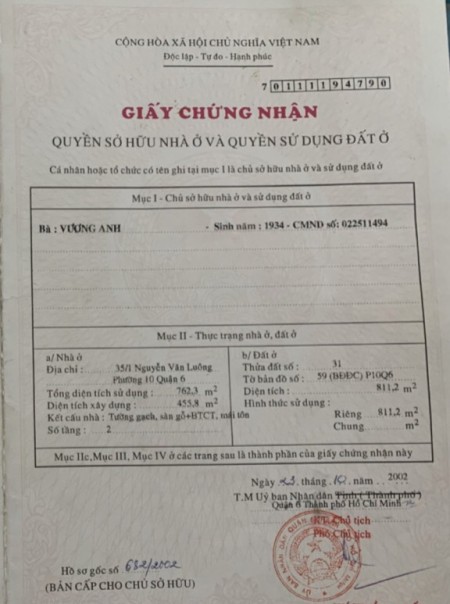 CỘNG HÒA XÃ HỘI CHỦ NGHĨA VIỆT NAM
Độc lập - Tự do - Hạnh phúc
7 0 1 1 1 1 9 4 7 9 0
GIẤY CHỨNG NHẬN
QUYỀN SỞ HỮU NHÀ Ở VÀ QUYỀN SỬ DỤNG ĐẤT Ở
Cá nhân hoặc tổ chức có tên ghi tại mục I là chủ sở hữu nhà ở và sử dụng đất ở
Mục I - Chủ sở hữu nhà ở và sử dụng đất ở
Bà : VƯƠNG ANH - Sinh năm : 1934 - CMND số: 022511494
Mục II - Thực trạng nhà ở, đất ở
a/ Nhà ở
Địa chỉ : 35/1 Nguyễn Văn Luông
Phường 10 Quận 6
Tổng diện tích sử dụng : 762,3 m2
Diện tích xây dựng : 455,8 m2
Kết cấu nhà : Tường gạch, sàn gỗ+BTCT, mái tôn
Số tầng : 2
b/ Đất ở
Thửa đất số : 31
Tờ bản đồ số : 59 (BĐĐC) P10Q6
Diện tích : 811,2 m2
Hình thức sử dụng :
Riêng 811,2 m2
Chung m2
Mục IIc, Mục III, Mục IV ở các trang sau là thành phần của giấy chứng nhận này
Ngày tháng năm 2002
T.M Uỷ ban Nhân dân Tỉnh (Thành phố)
Quận 6 Thành phố Hồ Chí Minh
Chủ tịch
Phó Chủ tịch
Hồ sơ gốc số 632/2002
(BẢN CẤP CHO CHỦ SỞ HỮU)